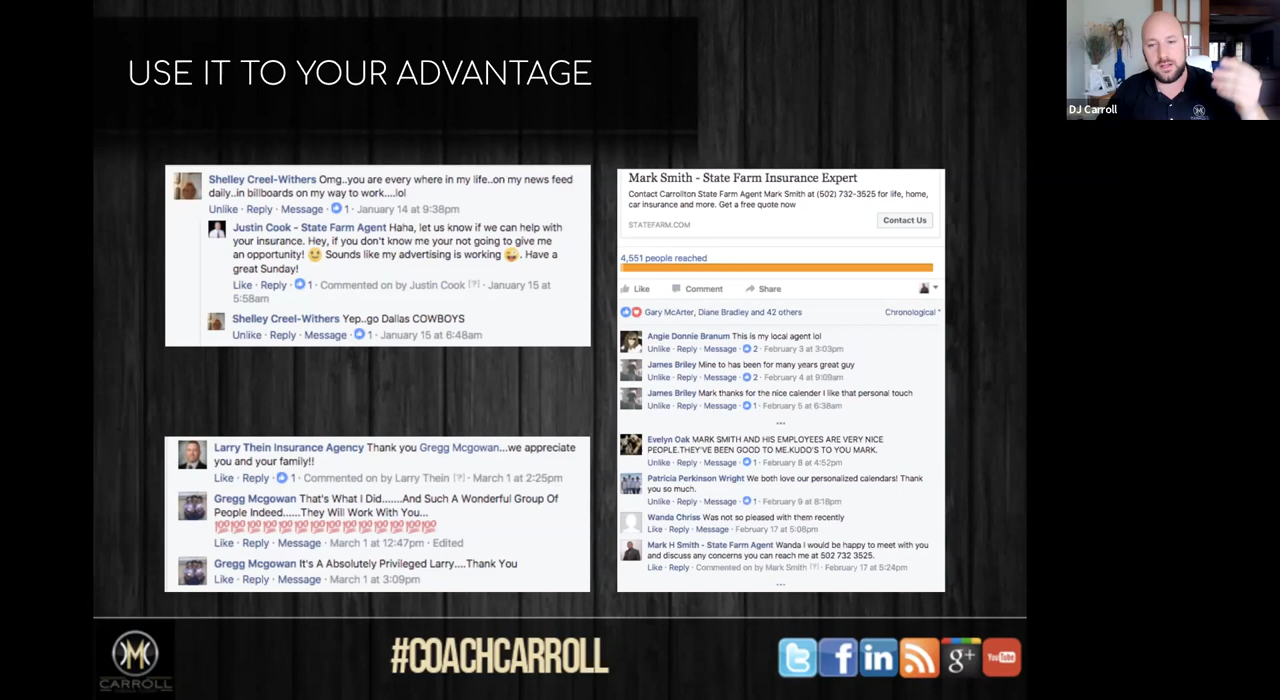 USE IT TO YOUR ADVANTAGE
DJ Carroll
Shelley Creel-Withers Omg..you are every where in my life..on my news feed
daily..in billboards on my way to work....lol
Unlike · Reply · Message · 1 · January 14 at 9:38pm
Justin Cook - State Farm Agent Haha, let us know if we can help with
your insurance. Hey, if you don't know me your not going to give me
an opportunity! 🙂 Sounds like my advertising is working 😜. Have a
great Sunday!
Like · Reply · 1 · Commented on by Justin Cook [?] · January 15 at
5:58am
Shelley Creel-Withers Yep..go Dallas COWBOYS
Unlike · Reply · Message · 1 · January 15 at 6:48am
Larry Thein Insurance Agency Thank you Gregg Mcgowan...we appreciate
you and your family!!
Like · Reply · 1 · Commented on by Larry Thein [?] · March 1 at 2:25pm
Gregg Mcgowan That's What I Did.......And Such A Wonderful Group Of
People Indeed......They Will Work With You...
💯💯💯💯💯💯💯💯💯💯💯💯💯💯
Like · Reply · Message · March 1 at 12:47pm · Edited
Gregg Mcgowan It's A Absolutely Privileged Larry....Thank You
Like · Reply · Message · March 1 at 3:09pm
Mark Smith - State Farm Insurance Expert
Contact Carrollton State Farm Agent Mark Smith at (502) 732-3525 for life, home,
car insurance and more. Get a free quote now
STATEFARM.COM
Contact Us
4,551 people reached
Like Comment Share
Gary McArter, Diane Bradley and 42 others Chronological
Angie Donnie Branum This is my local agent lol
Unlike · Reply · Message · 2 · February 3 at 3:03pm
James Briley Mine to has been for many years great guy
Unlike · Reply · Message · 2 · February 4 at 9:09am
James Briley Mark thanks for the nice calender I like that personal touch
Unlike · Reply · Message · 1 · February 5 at 6:38am
...
Evelyn Oak MARK SMITH AND HIS EMPLOYEES ARE VERY NICE
PEOPLE.THEY'VE BEEN GOOD TO ME.KUDO'S TO YOU MARK.
Unlike · Reply · Message · 1 · February 8 at 4:52pm
Patricia Perkinson Wright We both love our personalized calendars! Thank
you so much.
Unlike · Reply · Message · 1 · February 9 at 8:18pm
Wanda Chriss Was not so pleased with them recently
Like · Reply · Message · February 17 at 5:08pm
Mark H Smith - State Farm Agent Wanda I would be happy to meet with you
and discuss any concerns you can reach me at 502 732 3525.
Like · Reply · Commented on by Mark Smith [?] · February 17 at 5:24pm
...
CARROLL
#COACHCARROLL
in
g+
YouTube